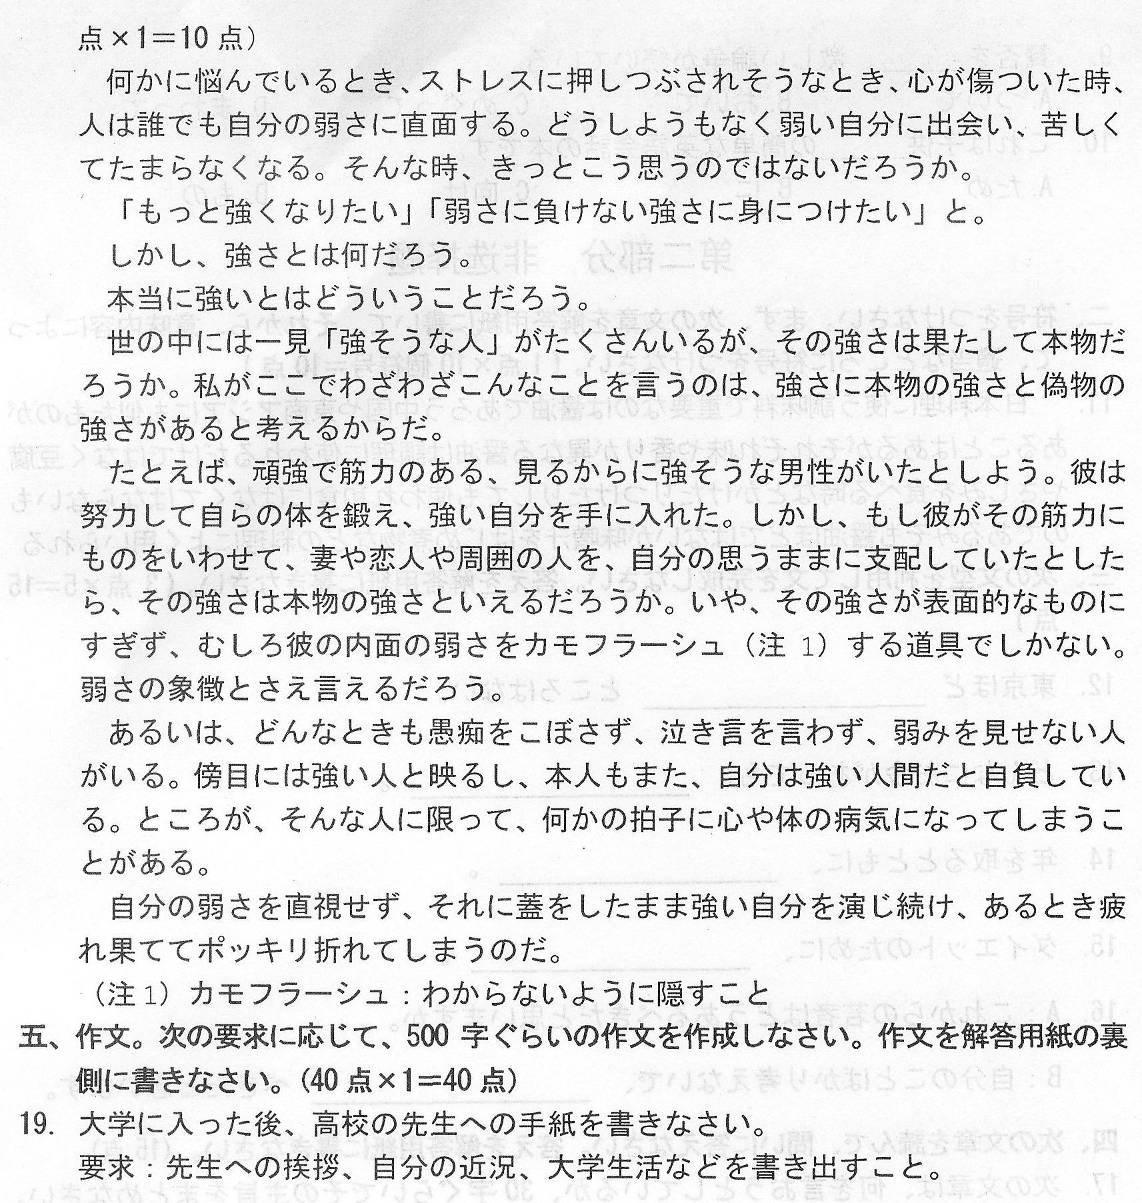 点×1＝10 点）
何かに悩んでいるとき、ストレスに押しつぶされそうなとき、心が傷ついた時、
人は誰でも自分の弱さに直面する。どうしようもなく弱い自分に出会い、苦しく
てたまらなくなる。そんな時、きっとこう思うのではないだろうか。
「もっと強くなりたい」「弱さに負けない強さに身につけたい」と。
しかし、強さとは何だろう。
本当に強いとはどういうことだろう。
世の中には一見「強そうな人」がたくさんいるが、その強さは果たして本物だ
ろうか。私がここでわざわざこんなことを言うのは、強さに本物の強さと偽物の
強さがあると考えるからだ。
たとえば、頑強で筋力のある、見るからに強そうな男性がいたとしよう。彼は
努力して自らの体を鍛え、強い自分を手に入れた。しかし、もし彼がその筋力に
ものをいわせて、妻や恋人や周囲の人を、自分の思うままに支配していたとした
ら、その強さは本物の強さといえるだろうか。いや、その強さが表面的なものに
すぎず、むしろ彼の内面の弱さをカモフラーシュ（注 1）する道具でしかない。
弱さの象徴とさえ言えるだろう。
あるいは、どんなときも愚痴をこぼさず、泣き言を言わず、弱みを見せない人
がいる。傍目には強い人と映るし、本人もまた、自分は強い人間だと自負してい
る。ところが、そんな人に限って、何かの拍子に心や体の病気になってしまうこ
とがある。
自分の弱さを直視せず、それに蓋をしたまま強い自分を演じ続け、あるとき疲
れ果ててポッキリ折れてしまうのだ。
（注 1）カモフラーシュ：わからないように隠すこと
五、作文。次の要求に応じて、500 字ぐらいの作文を作成しなさい。作文を解答用紙の裏
側に書きなさい。(40 点×1＝40 点)
19. 大学に入った後、高校の先生への手紙を書きなさい。
要求：先生への挨拶、自分の近況、大学生活などを書き出すこと。